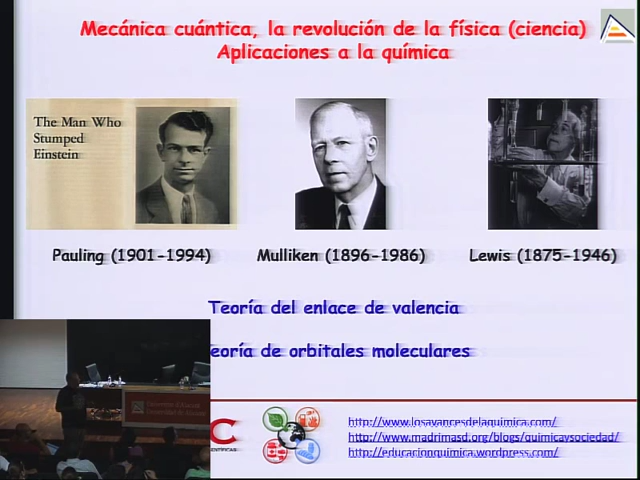 Mecánica cuántica, la revolución de la física (ciencia)
Aplicaciones a la química
The Man Who
Stumped
Einstein
Pauling (1901-1994)
Mulliken (1896-1986)
Lewis (1875-1946)
Teoría del enlace de valencia
eoría de orbitales moleculares
C
http://www.losavancesdelaquimica.com/
http://www.madrimasd.org/blogs/quimicaysociedad/
http://educacionquimica.wordpress.com/